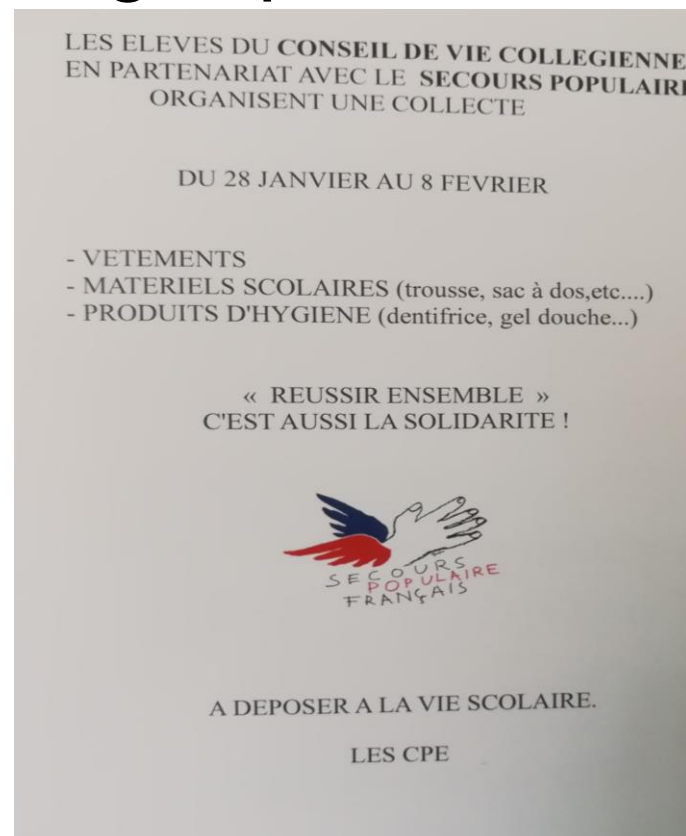 LES ELEVES DU CONSEIL DE VIE COLLEGIENNE
EN PARTENARIAT AVEC LE SECOURS POPULAIRE
ORGANISENT UNE COLLECTE
DU 28 JANVIER AU 8 FEVRIER
- VETEMENTS
- MATERIELS SCOLAIRES (trousse, sac à dos,etc....)
- PRODUITS D'HYGIENE (dentifrice, gel douche...)
« REUSSIR ENSEMBLE »
C'EST AUSSI LA SOLIDARITE !
SECOURS
POPULAIRE
FRANÇAIS
A DEPOSER A LA VIE SCOLAIRE.
LES CPE